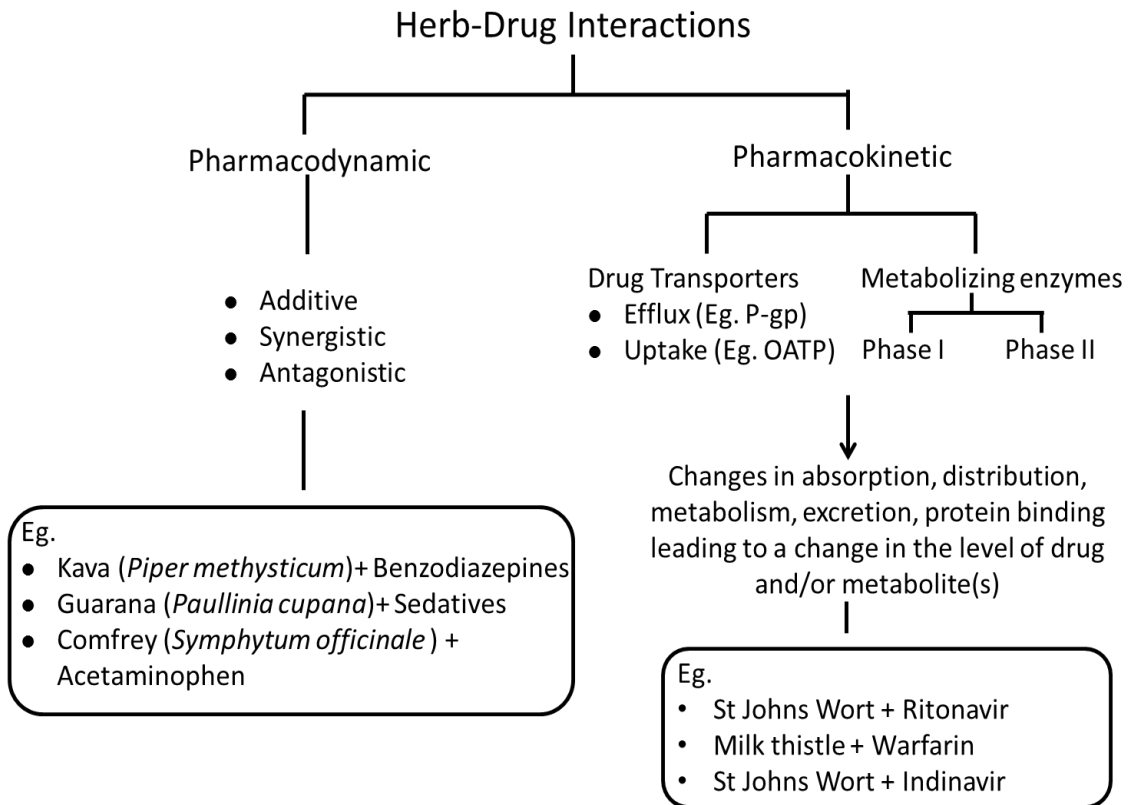 Herb-Drug Interactions
Pharmacodynamic
● Additive
● Synergistic
● Antagonistic
Eg.
● Kava (Piper methysticum)+ Benzodiazepines
● Guarana (Paullinia cupana)+ Sedatives
● Comfrey (Symphytum officinale ) +
Acetaminophen
Pharmacokinetic
Drug Transporters
● Efflux (Eg. P-gp)
● Uptake (Eg. OATP)
Metabolizing enzymes
Phase I
Phase II
Changes in absorption, distribution,
metabolism, excretion, protein binding
leading to a change in the level of drug
and/or metabolite(s)
Eg.
• St Johns Wort + Ritonavir
• Milk thistle + Warfarin
• St Johns Wort + Indinavir